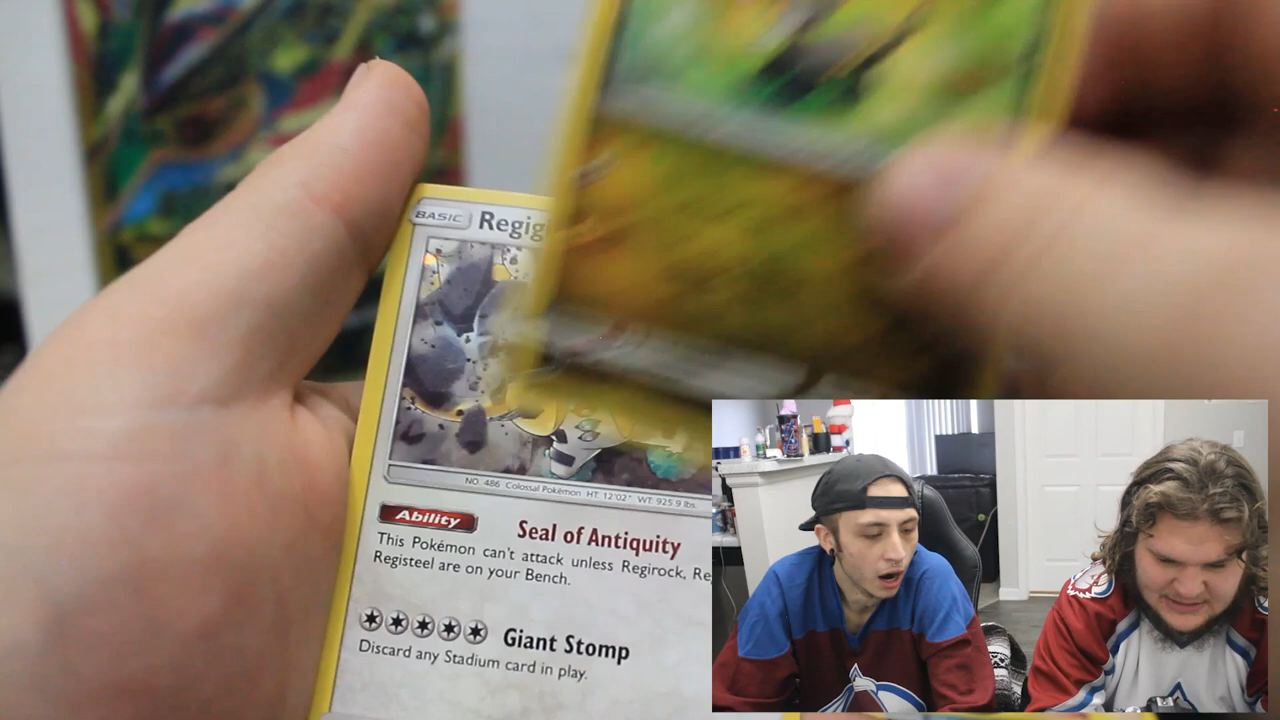 BASIC Regig
NO. 486 Colossal Pokémon HT: 12'02" WT: 925.9 lbs.
Ability Seal of Antiquity
This Pokémon can't attack unless Regirock, Re
Registeel are on your Bench.
Giant Stomp
Discard any Stadium card in play.